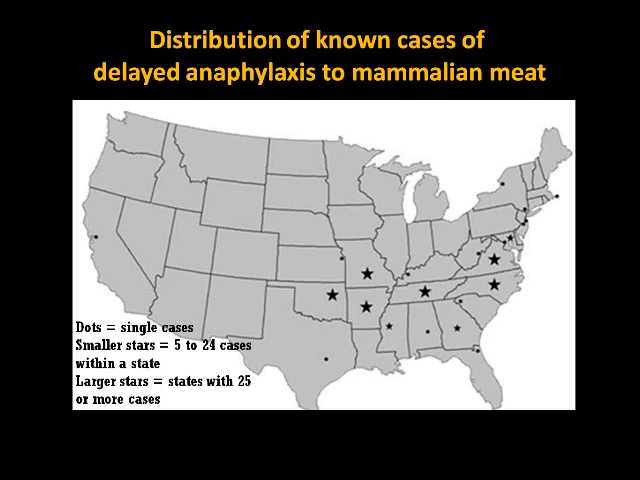 Distribution of known cases of
delayed anaphylaxis to mammalian meat
Dots = single cases
Smaller stars = 5 to 24 cases
within a state
Larger stars = states with 25
or more cases